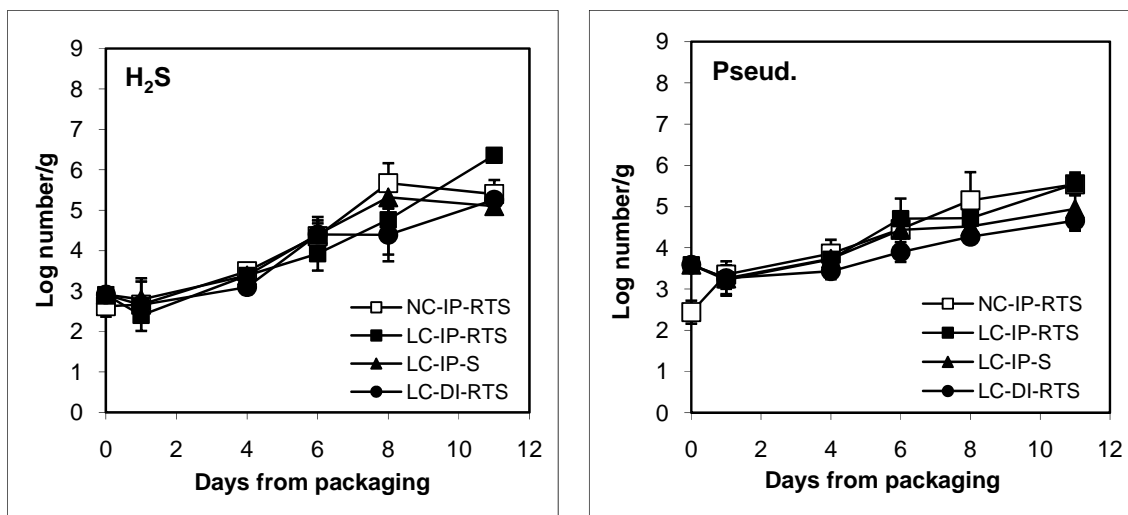 H₂S
Log number/g
9
8
7
6
5
4
3
2
1
0
NC-IP-RTS
LC-IP-RTS
LC-IP-S
LC-DI-RTS
0 2 4 6 8 10 12
Days from packaging
Pseud.
Log number/g
9
8
7
6
5
4
3
2
1
0
NC-IP-RTS
LC-IP-RTS
LC-IP-S
LC-DI-RTS
0 2 4 6 8 10 12
Days from packaging